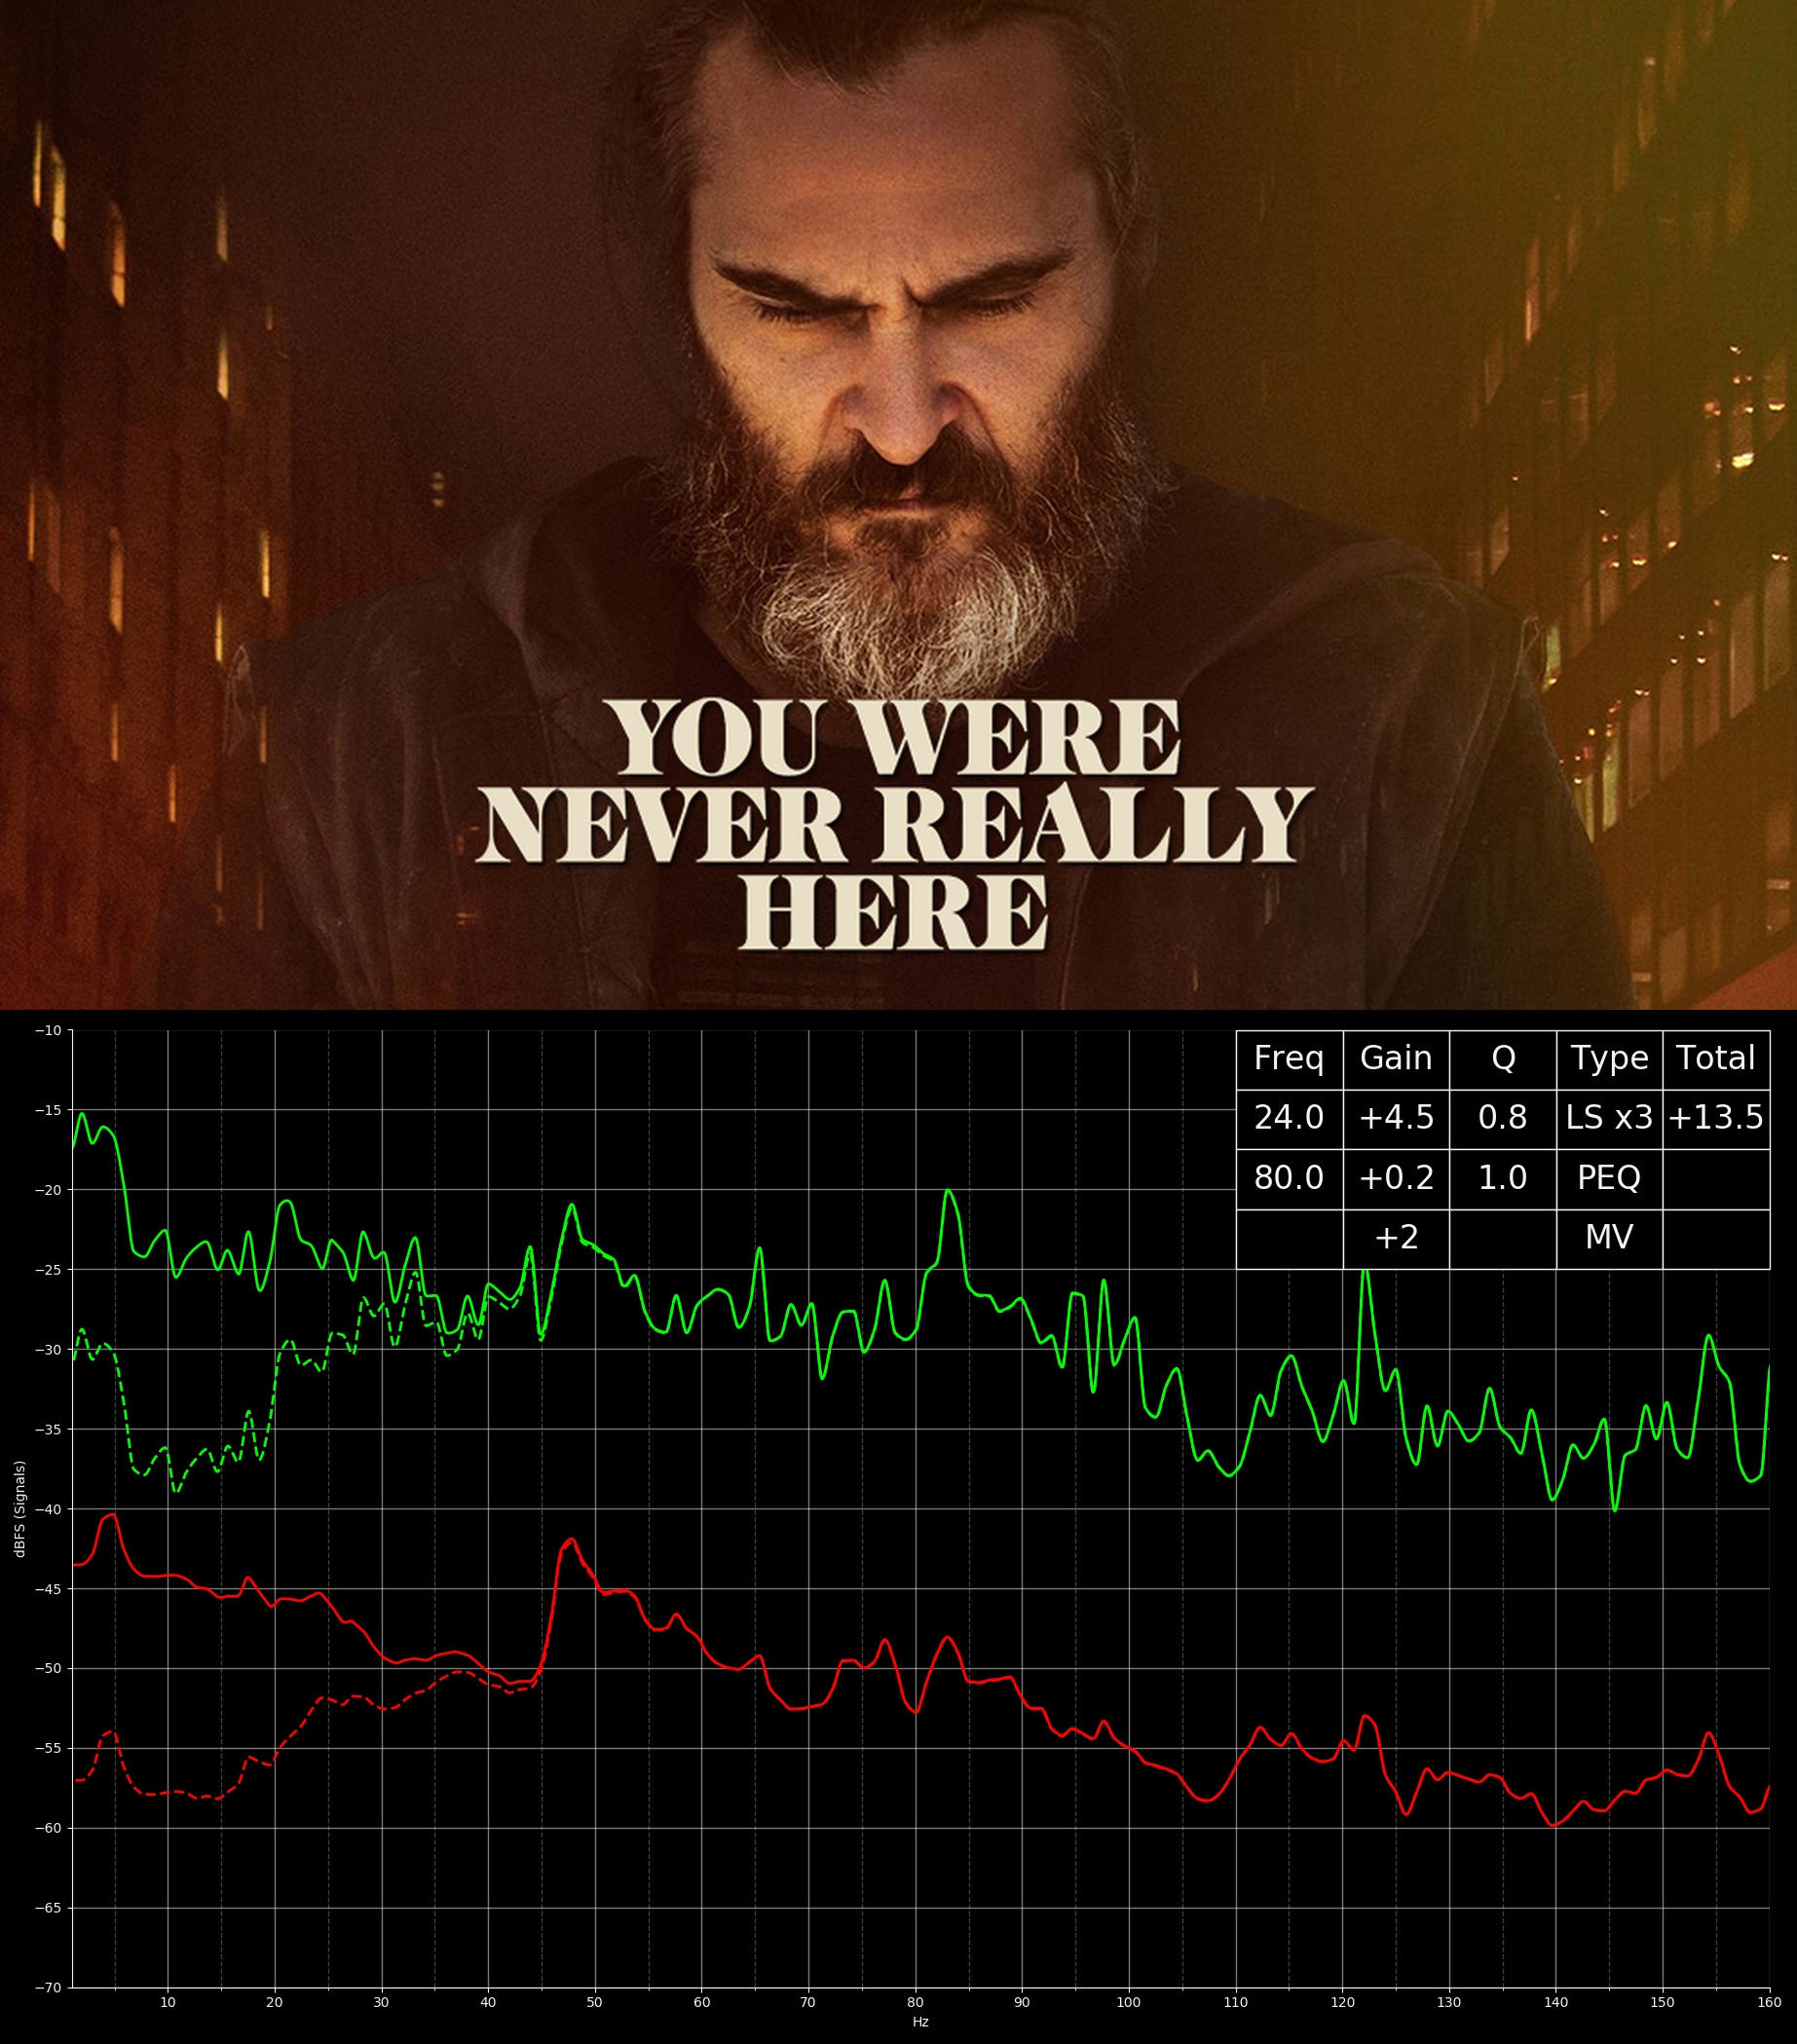 YOU WERE
NEVER REALLY
HERE
Freq Gain Q Type Total
24.0 +4.5 0.8 LS x3 +13.5
80.0 +0.2 1.0 PEQ
+2 MV
−10
−15
−20
−25
−30
−35
−40
−45
−50
−55
−60
−65
−70
dBFS (Signals)
10 20 30 40 50 60 70 80 90 100 110 120 130 140 150 160
Hz